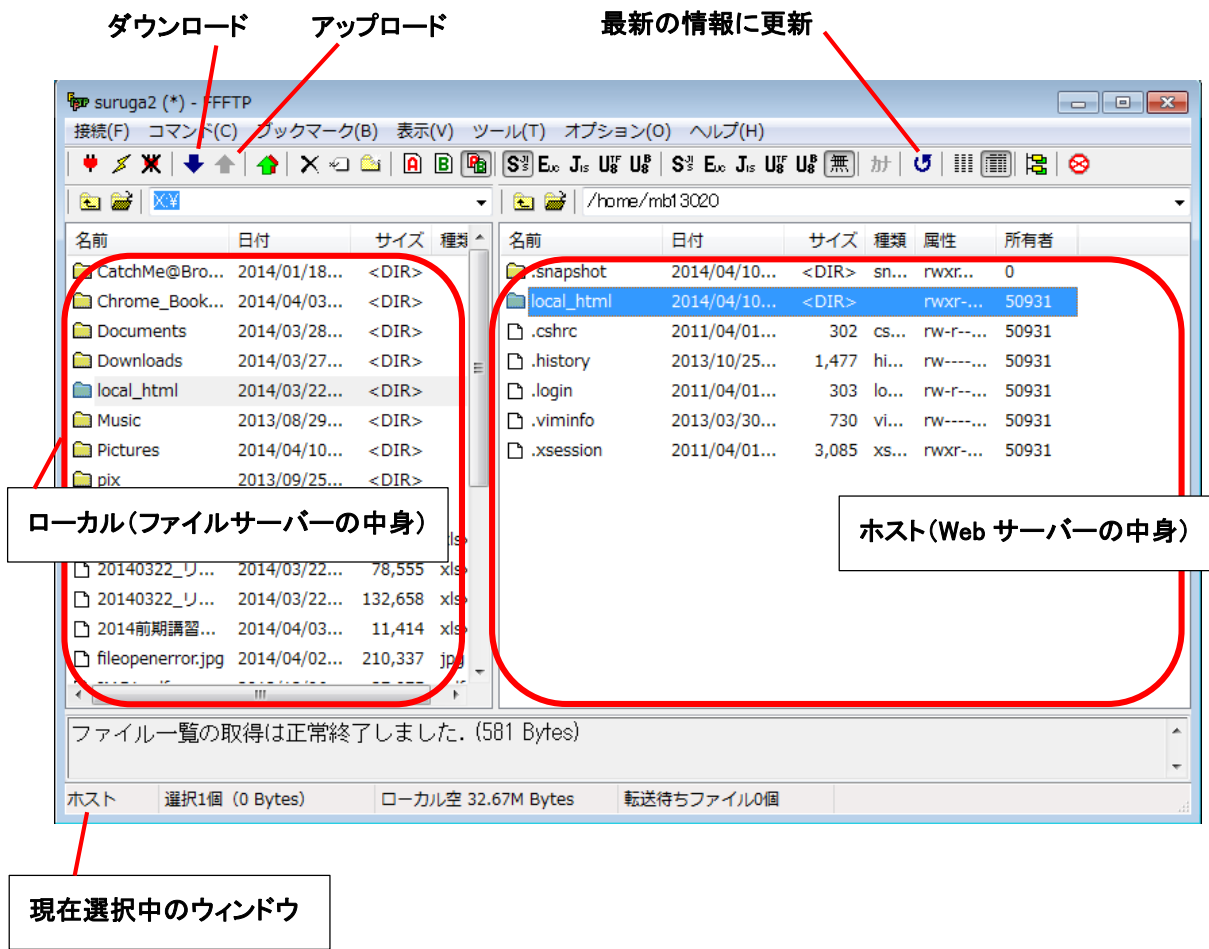 ダウンロード アップロード 最新の情報に更新
suruga2 (*) - FFFTP
接続(F) コマンド(C) ブックマーク(B) 表示(V) ツール(T) オプション(O) ヘルプ(H)
X:¥ /home/mb13020
名前 日付 サイズ 種類 名前 日付 サイズ 種類 属性 所有者
CatchMe@Bro... 2014/01/18... <DIR> .snapshot 2014/04/10... <DIR> sn... rwxr... 0
Chrome_Book... 2014/04/03... <DIR> local_html 2014/04/10... <DIR> rwxr-... 50931
Documents 2014/03/28... <DIR> .cshrc 2011/04/01... 302 cs... rw-r--... 50931
Downloads 2014/03/27... <DIR> .history 2013/10/25... 1,477 hi... rw----... 50931
local_html 2014/03/22... <DIR> .login 2011/04/01... 303 lo... rw-r--... 50931
Music 2013/08/29... <DIR> .viminfo 2013/03/30... 730 vi... rw----... 50931
Pictures 2014/04/10... <DIR> .xsession 2011/04/01... 3,085 xs... rwxr-... 50931
pix 2013/09/25... <DIR>
ローカル（ファイルサーバーの中身） ホスト（Web サーバーの中身）
20140322_リ... 2014/03/22... 78,555 xls
20140322_リ... 2014/03/22... 132,658 xls
2014前期講習... 2014/04/03... 11,414 xls
fileopenerror.jpg 2014/04/02... 210,337 jpg
ファイル一覧の取得は正常終了しました. (581 Bytes)
ホスト 選択1個 (0 Bytes) ローカル空 32.67M Bytes 転送待ちファイル0個
現在選択中のウィンドウ